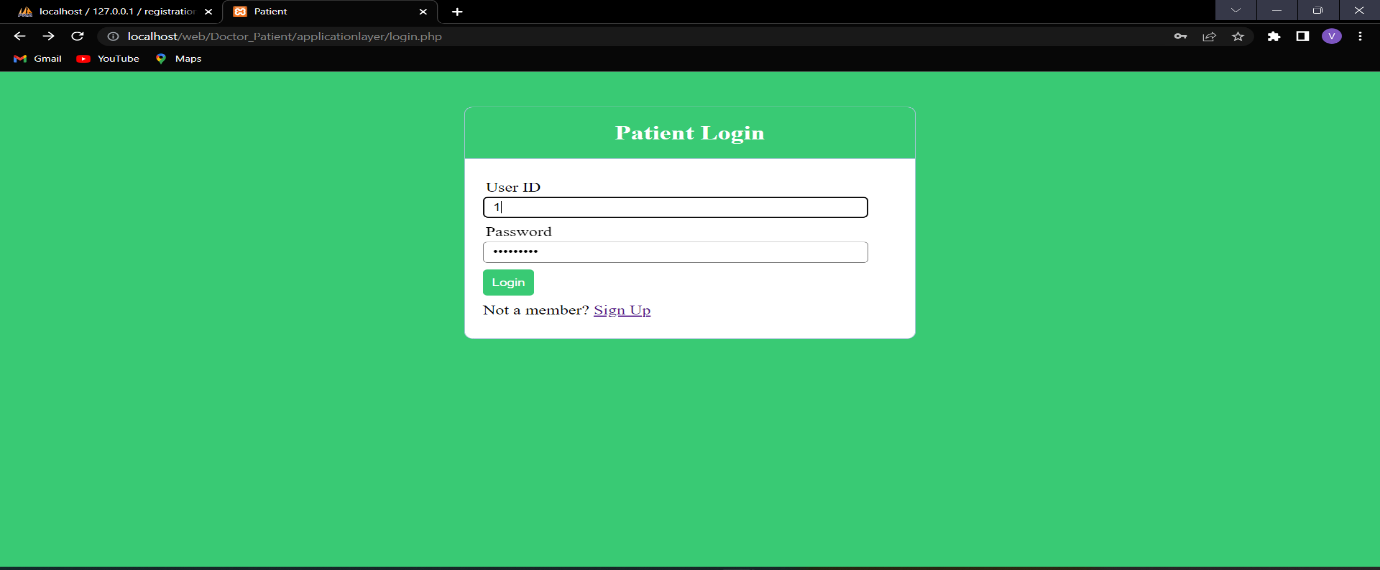 localhost / 127.0.0.1 / registration
Patient
localhost/web/Doctor_Patient/applicationlayer/login.php
V
Gmail
YouTube
Maps
Patient Login
User ID
1
Password
•••••••••
Login
Not a member? Sign Up